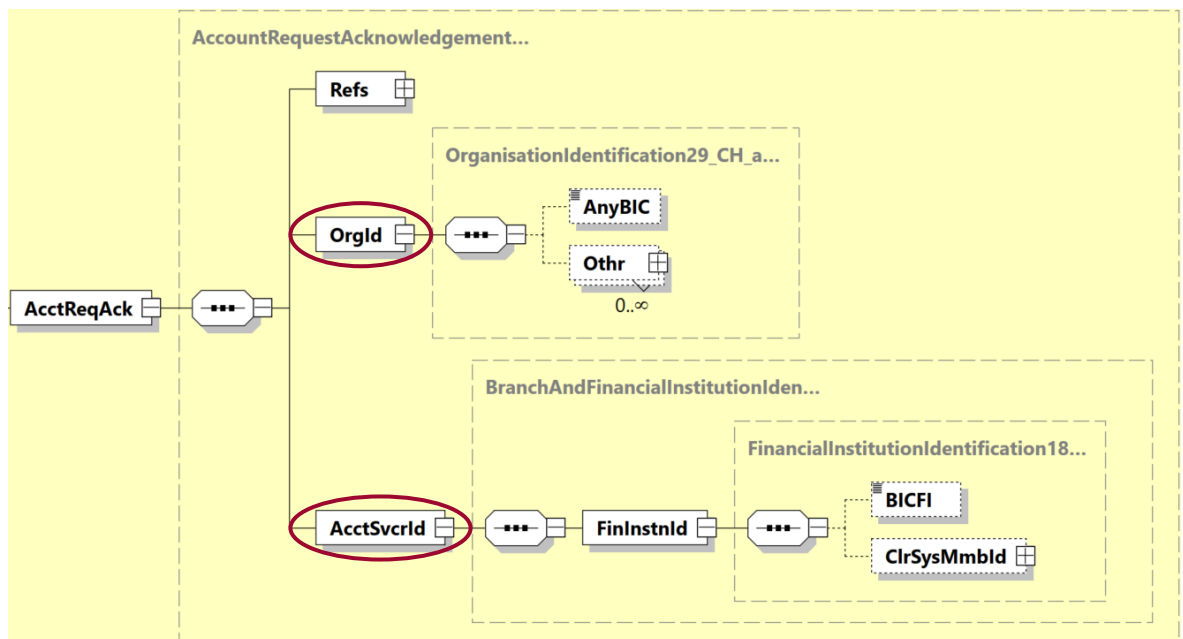 AccountRequestAcknowledgement...
Refs
OrganisationIdentification29_CH_a...
AnyBIC
OrgId
Othr
0..∞
AcctReqAck
BranchAndFinancialInstitutionIden...
FinancialInstitutionIdentification18...
BICFI
AcctSvcrId
FinInstnId
ClrSysMmbId